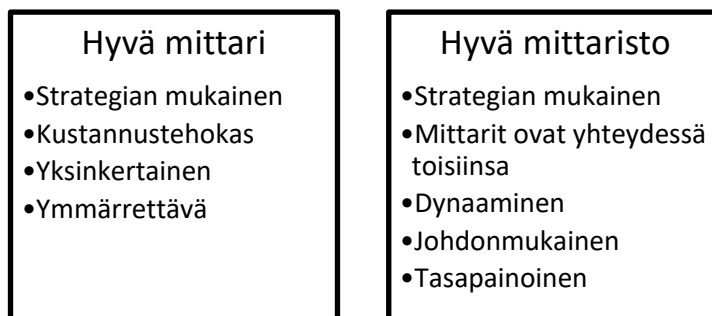 Hyvä mittari
•Strategian mukainen
•Kustannustehokas
•Yksinkertainen
•Ymmärrettävä
Hyvä mittaristo
•Strategian mukainen
•Mittarit ovat yhteydessä
toisiinsa
•Dynaaminen
•Johdonmukainen
•Tasapainoinen